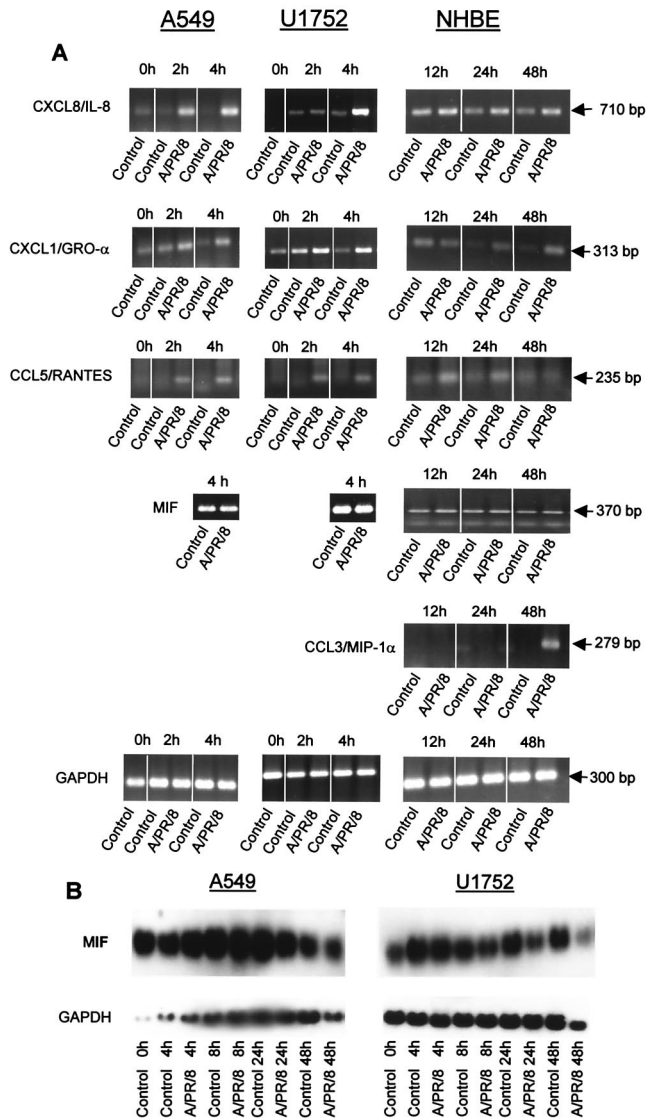 A549 U1752 NHBE
A
0h 2h 4h 0h 2h 4h 12h 24h 48h
CXCL8/IL-8 710 bp
Control Control A/PR/8 Control A/PR/8 Control Control A/PR/8 Control A/PR/8 Control A/PR/8 Control A/PR/8 Control A/PR/8
0h 2h 4h 0h 2h 4h 12h 24h 48h
CXCL1/GRO-α 313 bp
Control Control A/PR/8 Control A/PR/8 Control Control A/PR/8 Control A/PR/8 Control A/PR/8 Control A/PR/8 Control A/PR/8
0h 2h 4h 0h 2h 4h 12h 24h 48h
CCL5/RANTES 235 bp
Control Control A/PR/8 Control A/PR/8 Control Control A/PR/8 Control A/PR/8 Control A/PR/8 Control A/PR/8 Control A/PR/8
4 h 4 h 12h 24h 48h
MIF 370 bp
Control A/PR/8 Control A/PR/8 Control A/PR/8 Control A/PR/8 Control A/PR/8
12h 24h 48h
CCL3/MIP-1α 279 bp
Control A/PR/8 Control A/PR/8 Control A/PR/8
0h 2h 4h 0h 2h 4h 12h 24h 48h
GAPDH 300 bp
Control Control A/PR/8 Control A/PR/8 Control Control A/PR/8 Control A/PR/8 Control A/PR/8 Control A/PR/8 Control A/PR/8
B
A549 U1752
MIF
GAPDH
Control 0h Control 4h A/PR/8 4h Control 8h A/PR/8 8h Control 24h A/PR/8 24h Control 48h A/PR/8 48h Control 0h Control 4h A/PR/8 4h Control 8h A/PR/8 8h Control 24h A/PR/8 24h Control 48h A/PR/8 48h